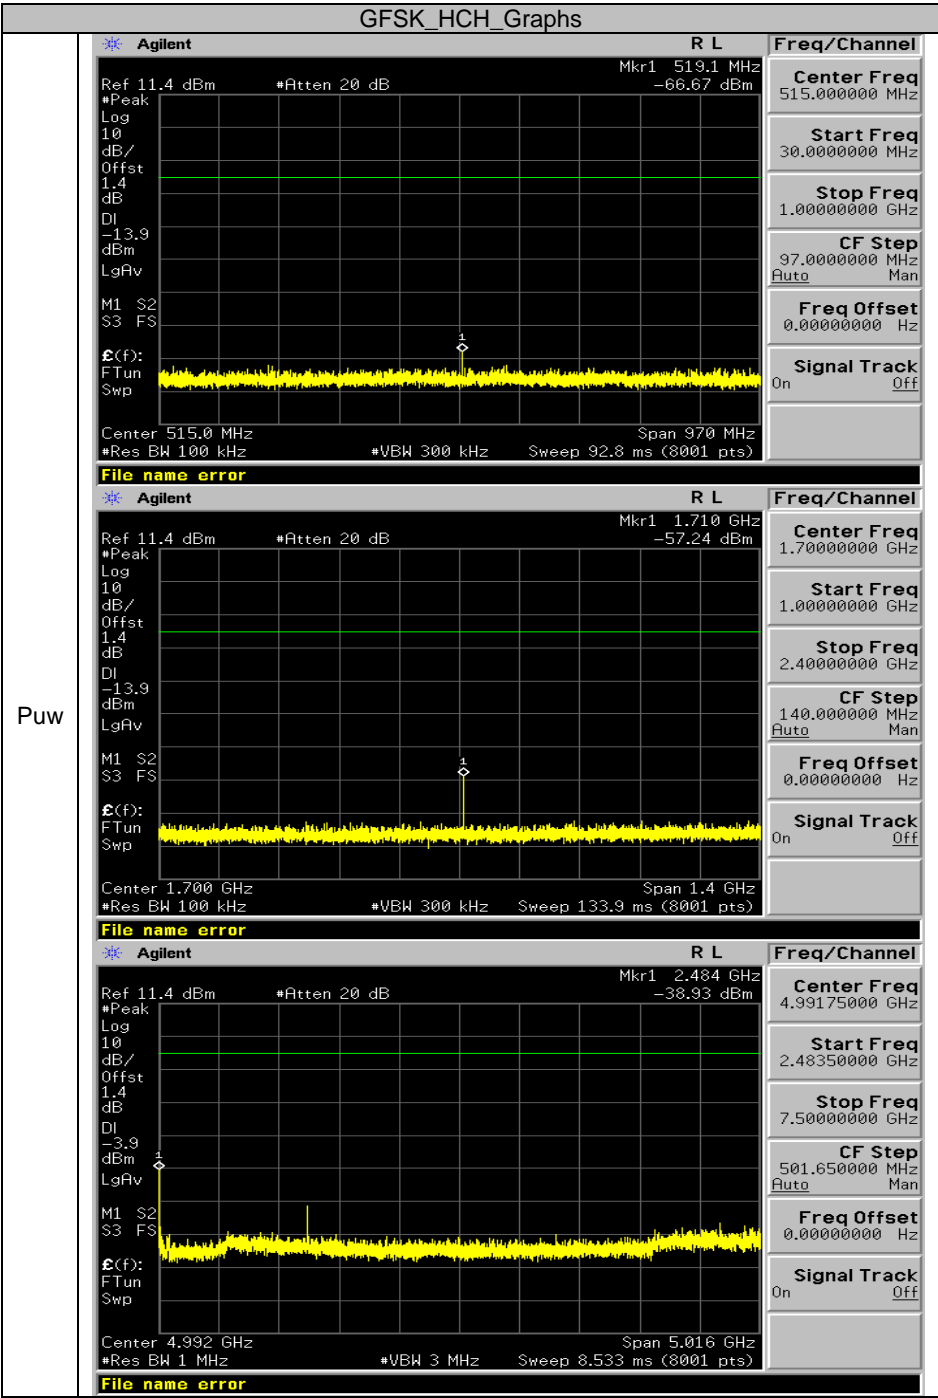 GFSK_HCH_Graphs
Puw
Agilent R L Freq/Channel
Mkr1 519.1 MHz
Ref 11.4 dBm #Atten 20 dB -66.67 dBm
#Peak
Log
10
dB/
Offst
1.4
dB
DI
-13.9
dBm
LgAv
M1 S2
S3 FS
£(f):
FTun
Swp
1
Center 515.0 MHz Span 970 MHz
#Res BW 100 kHz #VBW 300 kHz Sweep 92.8 ms (8001 pts)
File name error
Center Freq
515.000000 MHz
Start Freq
30.0000000 MHz
Stop Freq
1.00000000 GHz
CF Step
97.0000000 MHz
Auto Man
Freq Offset
0.00000000 Hz
Signal Track
On Off
Agilent R L Freq/Channel
Mkr1 1.710 GHz
Ref 11.4 dBm #Atten 20 dB -57.24 dBm
#Peak
Log
10
dB/
Offst
1.4
dB
DI
-13.9
dBm
LgAv
M1 S2
S3 FS
£(f):
FTun
Swp
1
Center 1.700 GHz Span 1.4 GHz
#Res BW 100 kHz #VBW 300 kHz Sweep 133.9 ms (8001 pts)
File name error
Center Freq
1.70000000 GHz
Start Freq
1.00000000 GHz
Stop Freq
2.40000000 GHz
CF Step
140.000000 MHz
Auto Man
Freq Offset
0.00000000 Hz
Signal Track
On Off
Agilent R L Freq/Channel
Mkr1 2.484 GHz
Ref 11.4 dBm #Atten 20 dB -38.93 dBm
#Peak
Log
10
dB/
Offst
1.4
dB
DI
-3.9
dBm
LgAv
M1 S2
S3 FS
£(f):
FTun
Swp
1
Center 4.992 GHz Span 5.016 GHz
#Res BW 1 MHz #VBW 3 MHz Sweep 8.533 ms (8001 pts)
File name error
Center Freq
4.99175000 GHz
Start Freq
2.48350000 GHz
Stop Freq
7.50000000 GHz
CF Step
501.650000 MHz
Auto Man
Freq Offset
0.00000000 Hz
Signal Track
On Off